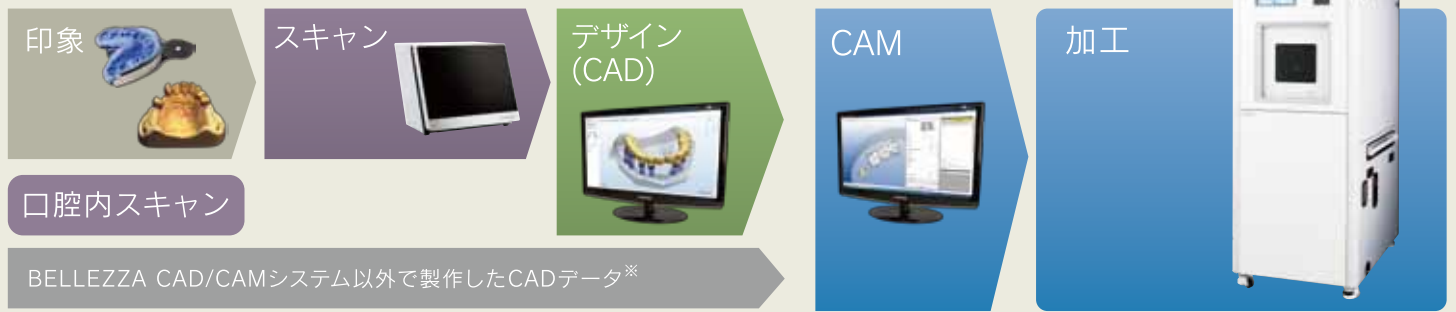 印象
スキャン
デザイン
(CAD)
CAM
加工
口腔内スキャン
BELLEZZA CAD/CAMシステム以外で製作したCADデータ※